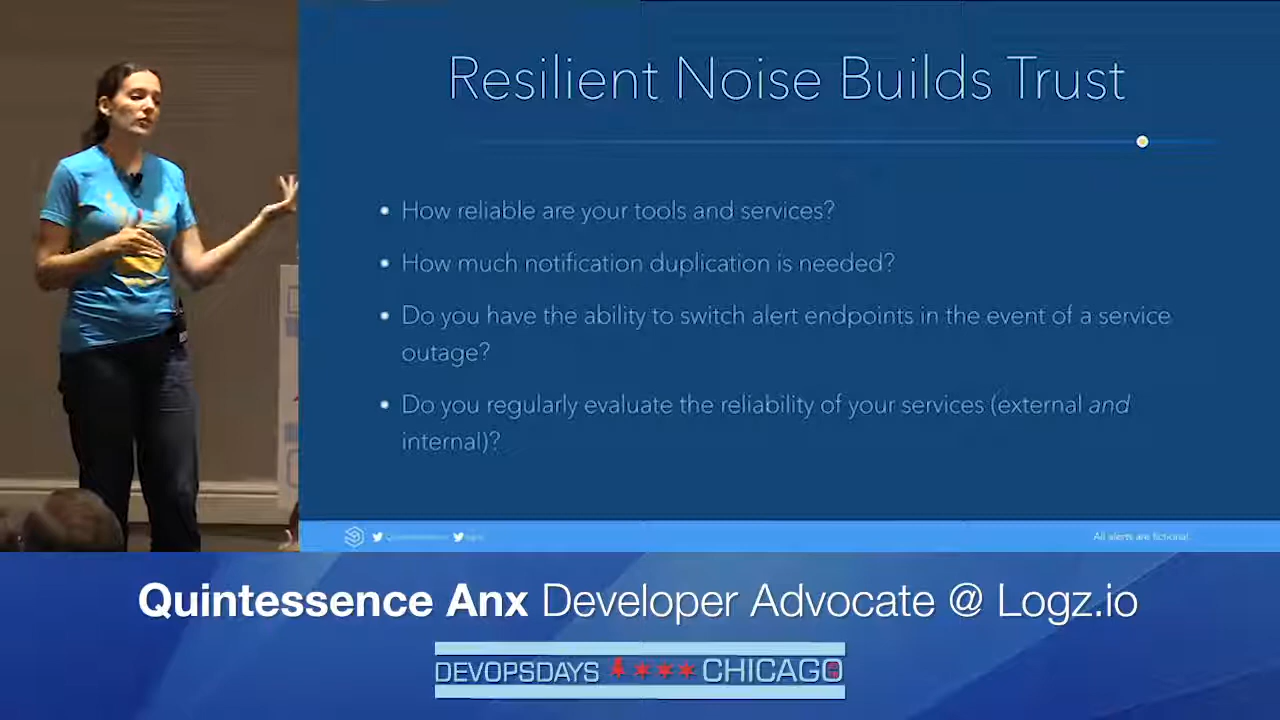 Resilient Noise Builds Trust
How reliable are your tools and services?
How much notification duplication is needed?
Do you have the ability to switch alert endpoints in the event of a service
outage?
Do you regularly evaluate the reliability of your services (external and
internal)?
All alerts are fictional.
Quintessence Anx Developer Advocate @ Logz.io
DEVOPSDAYS CHICAGO